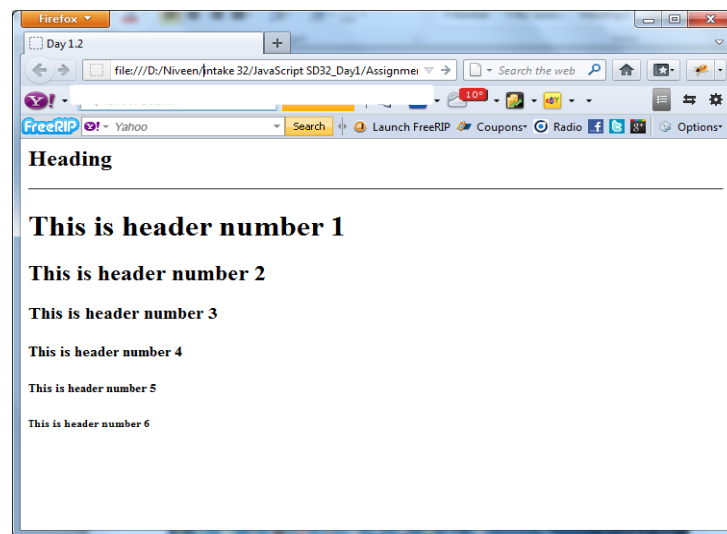 Firefox
Day 1.2
file:///D:/Niveen/intake 32/JavaScript SD32_Day1/Assignmen
Search the web
10°
FreeRIP Yahoo Search Launch FreeRIP Coupons Radio Options
Heading
This is header number 1
This is header number 2
This is header number 3
This is header number 4
This is header number 5
This is header number 6